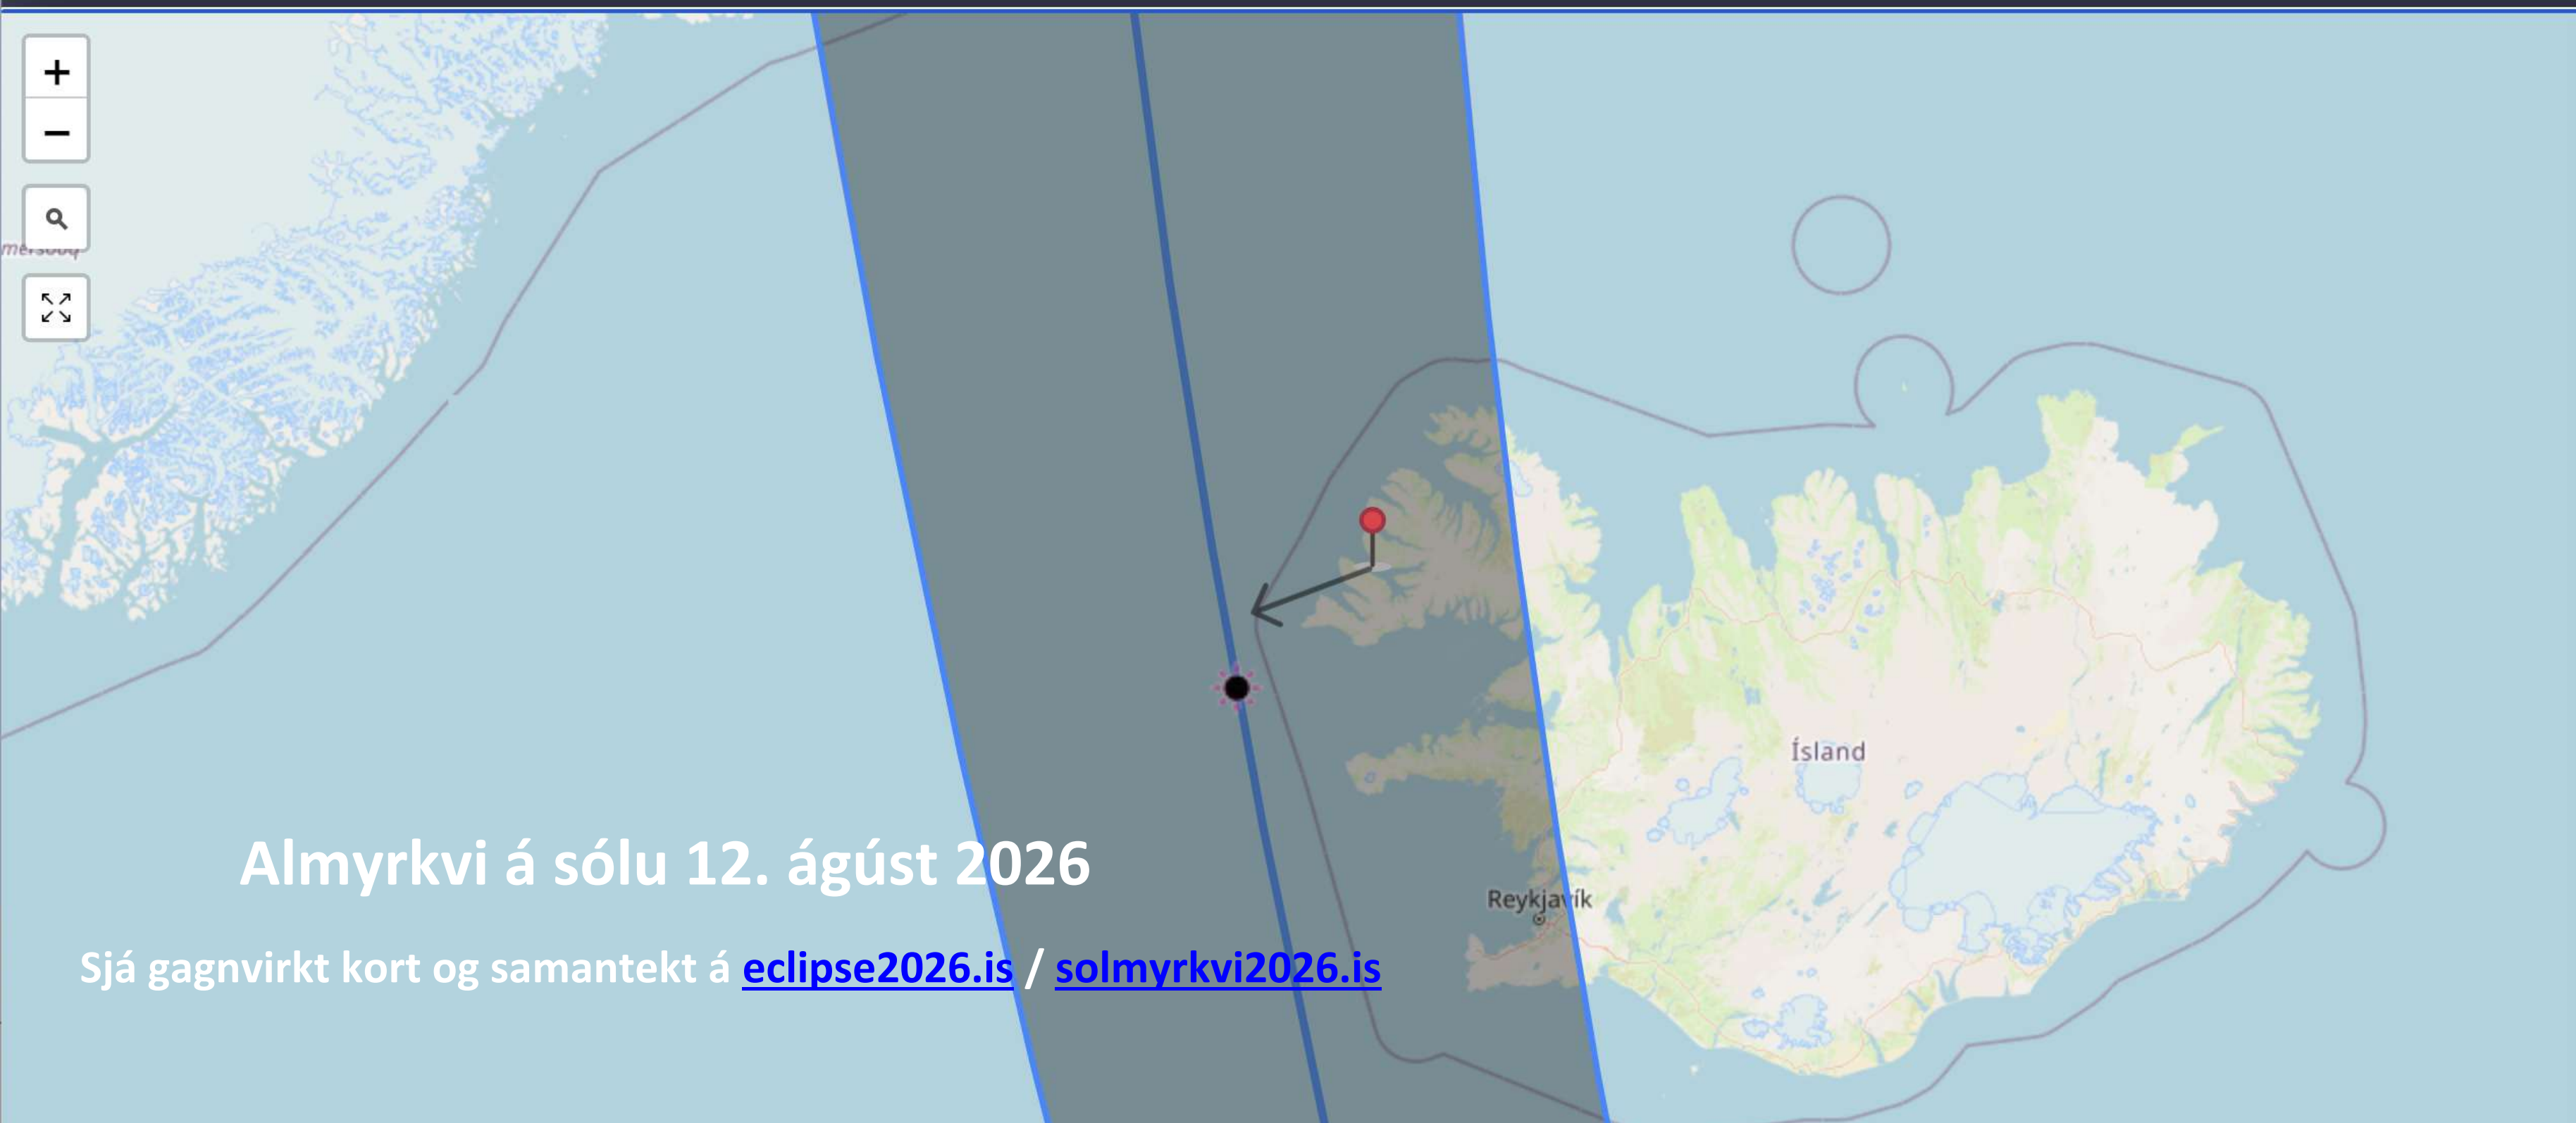 +
−
Ísland
Reykjavík
Almyrkvi á sólu 12. ágúst 2026
Sjá gagnvirkt kort og samantekt á eclipse2026.is / solmyrkvi2026.is